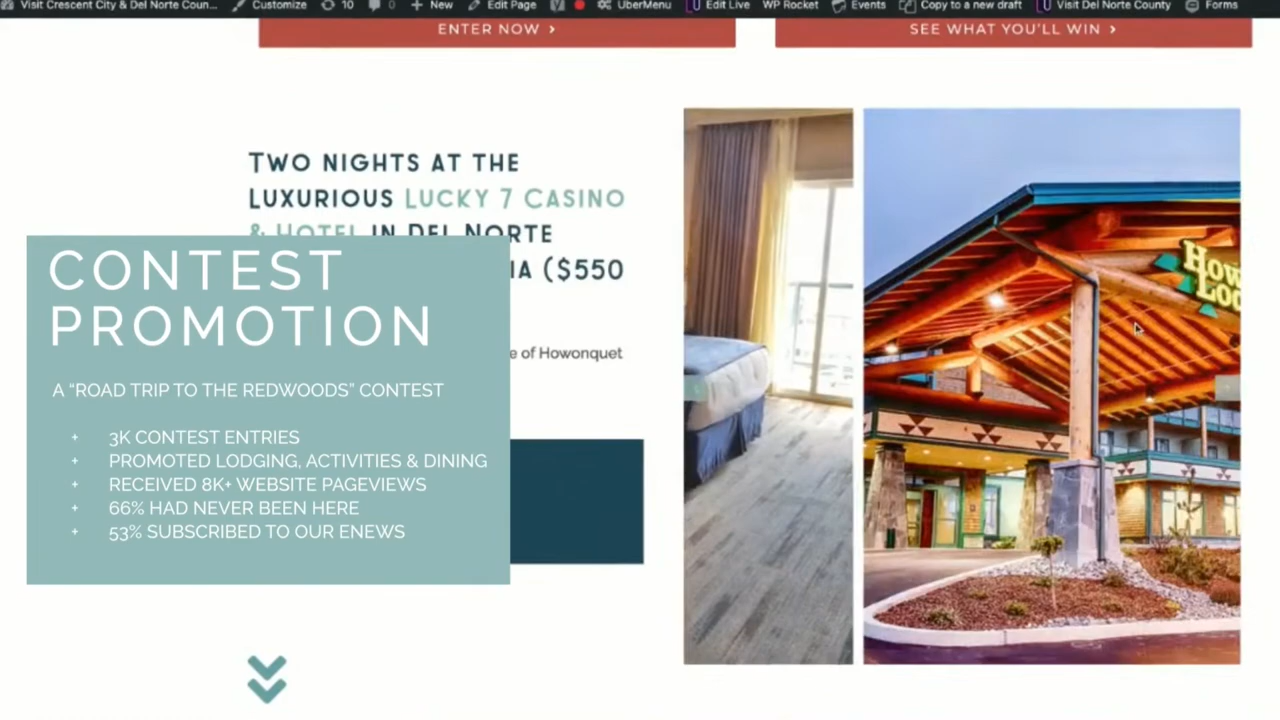 Visit Crescent City & Del Norte Coun...
Customize
10
0
New
Edit Page
UberMenu
Edit Live
WP Rocket
Events
Copy to a new draft
Visit Del Norte County
Forms
ENTER NOW >
SEE WHAT YOU'LL WIN >
Two nights at the
Luxurious Lucky 7 Casino
& Hotel in Del Norte
IA ($550
e of Howonquet
CONTEST
PROMOTION
A “ROAD TRIP TO THE REDWOODS” CONTEST
+ 3K CONTEST ENTRIES
+ PROMOTED LODGING, ACTIVITIES & DINING
+ RECEIVED 8K+ WEBSITE PAGEVIEWS
+ 66% HAD NEVER BEEN HERE
+ 53% SUBSCRIBED TO OUR ENEWS
How
Lod